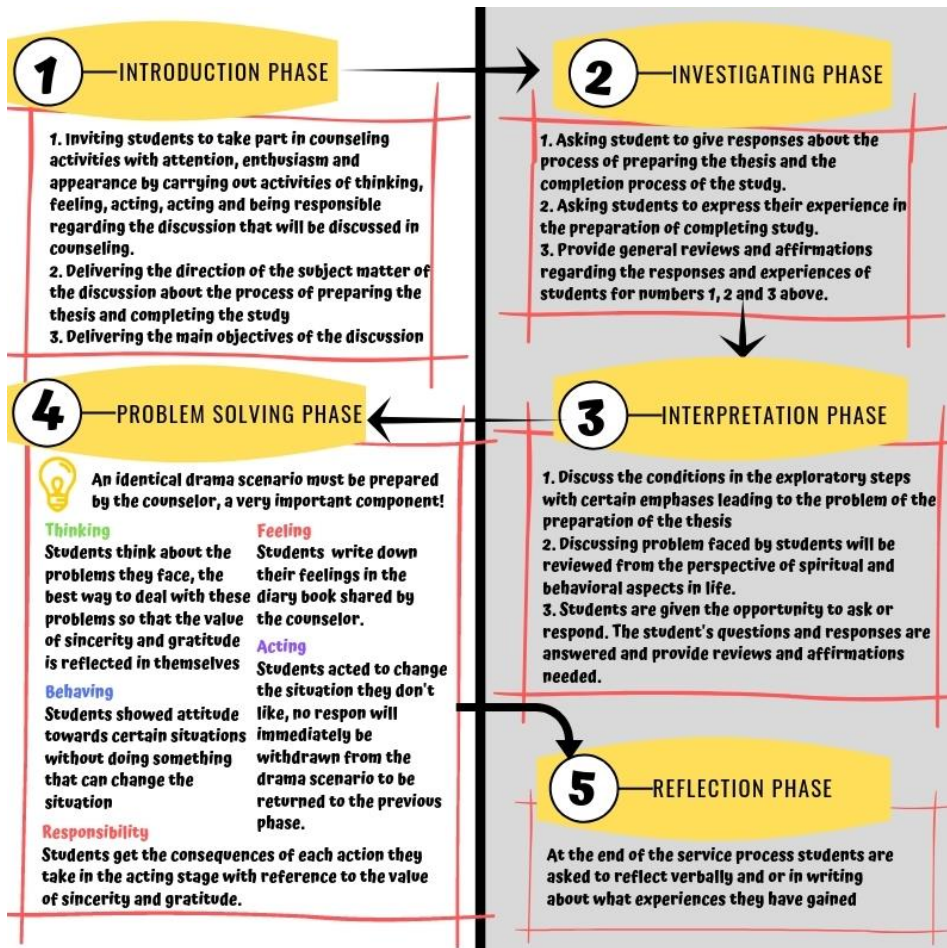 1
INTRODUCTION PHASE
1. Inviting students to take part in counseling
activities with attention, enthusiasm and
appearance by carrying out activities of thinking,
feeling, acting, acting and being responsible
regarding the discussion that will be discussed in
counseling.
2. Delivering the direction of the subject matter of
the discussion about the process of preparing the
thesis and completing the study
3. Delivering the main objectives of the discussion
2
INVESTIGATING PHASE
1. Asking student to give responses about the
process of preparing the thesis and the
completion process of the study.
2. Asking students to express their experience in
the preparation of completing study.
3. Provide general reviews and affirmations
regarding the responses and experiences of
students for numbers 1, 2 and 3 above.
3
INTERPRETATION PHASE
1. Discuss the conditions in the exploratory steps
with certain emphases leading to the problem of the
preparation of the thesis
2. Discussing problem faced by students will be
reviewed from the perspective of spiritual and
behavioral aspects in life.
3. Students are given the opportunity to ask or
respond. The student's questions and responses are
answered and provide reviews and affirmations
needed.
4
PROBLEM SOLVING PHASE
An identical drama scenario must be prepared
by the counselor, a very important component!
Thinking
Students think about the
problems they face, the
best way to deal with these
problems so that the value
of sincerity and gratitude
is reflected in themselves
Feeling
Students write down
their feelings in the
diary book shared by
the counselor.
Behaving
Students showed attitude
towards certain situations
without doing something
that can change the
situation
Acting
Students acted to change
the situation they don't
like, no respon will
immediately be
withdrawn from the
drama scenario to be
returned to the previous
phase.
Responsibility
Students get the consequences of each action they
take in the acting stage with reference to the value
of sincerity and gratitude.
5
REFLECTION PHASE
At the end of the service process students are
asked to reflect verbally and or in writing
about what experiences they have gained